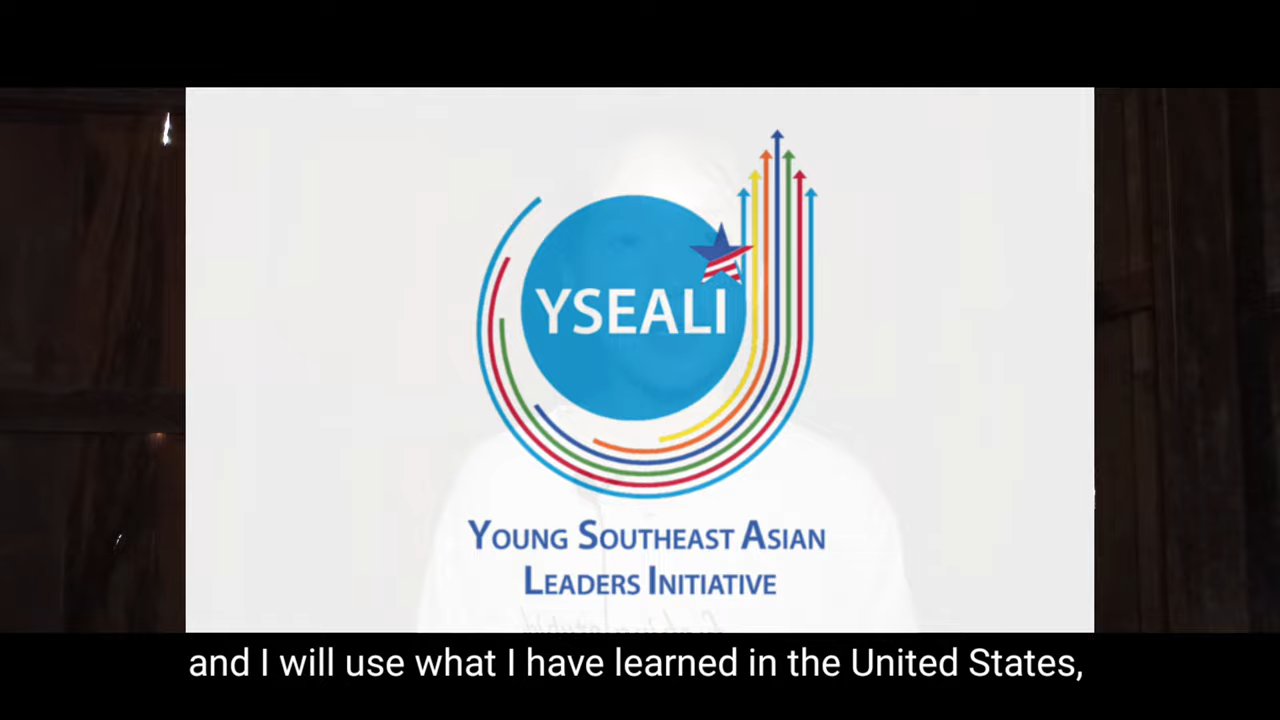 YSEALI
YOUNG SOUTHEAST ASIAN
LEADERS INITIATIVE
and I will use what I have learned in the United States,